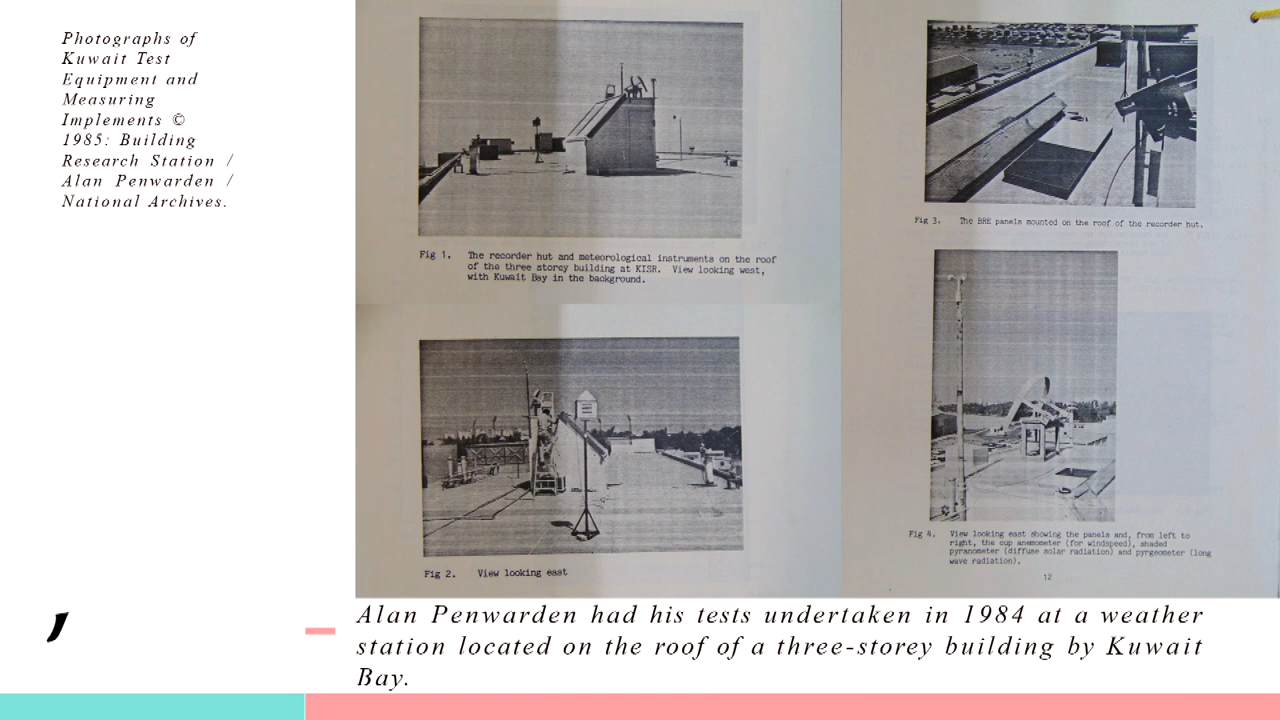 Photographs of
Kuwait Test
Equipment and
Measuring
Implements ©
1985: Building
Research Station /
Alan Penwarden /
National Archives.
Fig 1. The recorder hut and meteorological instruments on the roof
of the three storey building at KISR. View looking west,
with Kuwait Bay in the background.
Fig 2. View looking east
Fig 3. The BRE panels mounted on the roof of the recorder hut.
Fig 4. View looking east showing the panels and, from left to
right, the cup anemometer (for windspeed), shaded
pyranometer (diffuse solar radiation) and pyrgeometer (long
wave radiation).
12
,
Alan Penwarden had his tests undertaken in 1984 at a weather
station located on the roof of a three-storey building by Kuwait
Bay.